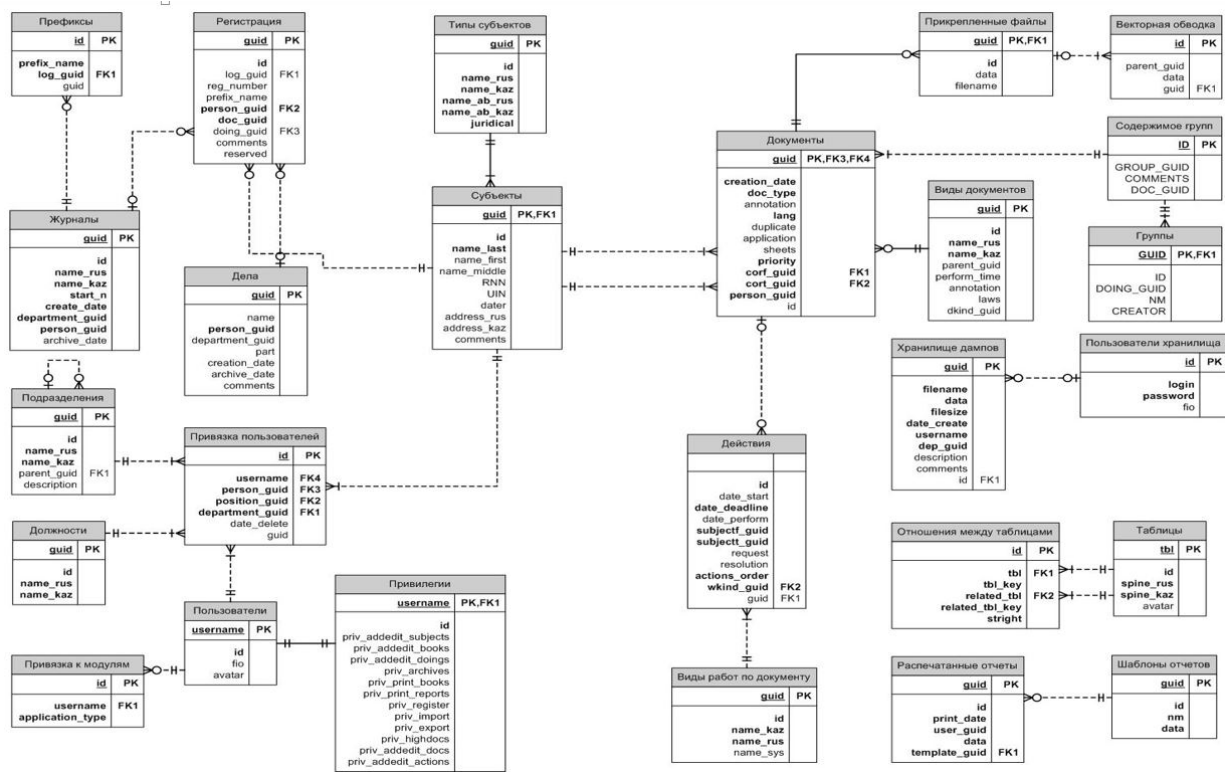 Префиксы
id PK
prefix_name
log_guid FK1
guid
Регистрация
guid PK
id
log_guid FK1
reg_number
prefix_name
person_guid FK2
doc_guid
doing_guid FK3
comments
reserved
Типы субъектов
guid PK
id
name_rus
name_kaz
name_ab_rus
name_ab_kaz
juridical
Прикрепленные файлы
guid PK,FK1
id
data
filename
Векторная обводка
id PK
parent_guid
data
guid FK1
Журналы
guid PK
id
name_rus
name_kaz
start_n
create_date
department_guid
person_guid
archive_date
Дела
guid PK
name
person_guid
department_guid
part
creation_date
archive_date
comments
Субъекты
guid PK,FK1
id
name_last
name_first
name_middle
RNN
UIN
dater
address_rus
address_kaz
comments
Документы
guid PK,FK3,FK4
creation_date
doc_type
annotation
lang
duplicate
application
sheets
priority
corf_guid FK1
cort_guid FK2
person_guid
id
Виды документов
guid PK
id
name_rus
name_kaz
parent_guid
perform_time
annotation
laws
dkind_guid
Содержимое групп
ID PK
GROUP_GUID
COMMENTS
DOC_GUID
Группы
GUID PK,FK1
ID
DOING_GUID
NM
CREATOR
Подразделения
guid PK
id
name_rus
name_kaz
parent_guid FK1
description
Привязка пользователей
id PK
username FK4
person_guid FK3
position_guid FK2
department_guid FK1
date_delete
guid
Должности
guid PK
id
name_rus
name_kaz
Пользователи
username PK
id
fio
avatar
Привязка к модулям
id PK
username FK1
application_type
Привилегии
username PK,FK1
id
priv_addedit_subjects
priv_addedit_books
priv_addedit_doings
priv_archives
priv_print_books
priv_print_reports
priv_register
priv_import
priv_export
priv_highdocs
priv_addedit_docs
priv_addedit_actions
Действия
id
date_start
date_deadline
date_perform
subjectf_guid
subjectt_guid
request
resolution
actions_order
wkind_guid FK2
guid FK1
Виды работ по документу
guid PK
id
name_kaz
name_rus
name_sys
Хранилище дампов
guid PK
filename
data
filesize
date_create
username
dep_guid
description
comments
id FK1
Пользователи хранилища
id PK
login
password
fio
Отношения между таблицами
id PK
tbl FK1
tbl_key
related_tbl FK2
related_tbl_key
stright
Таблицы
tbl PK
id
spine_rus
spine_kaz
avatar
Распечатанные отчеты
guid PK
id
print_date
user_guid
data
template_guid FK1
Шаблоны отчетов
guid PK
id
nm
data